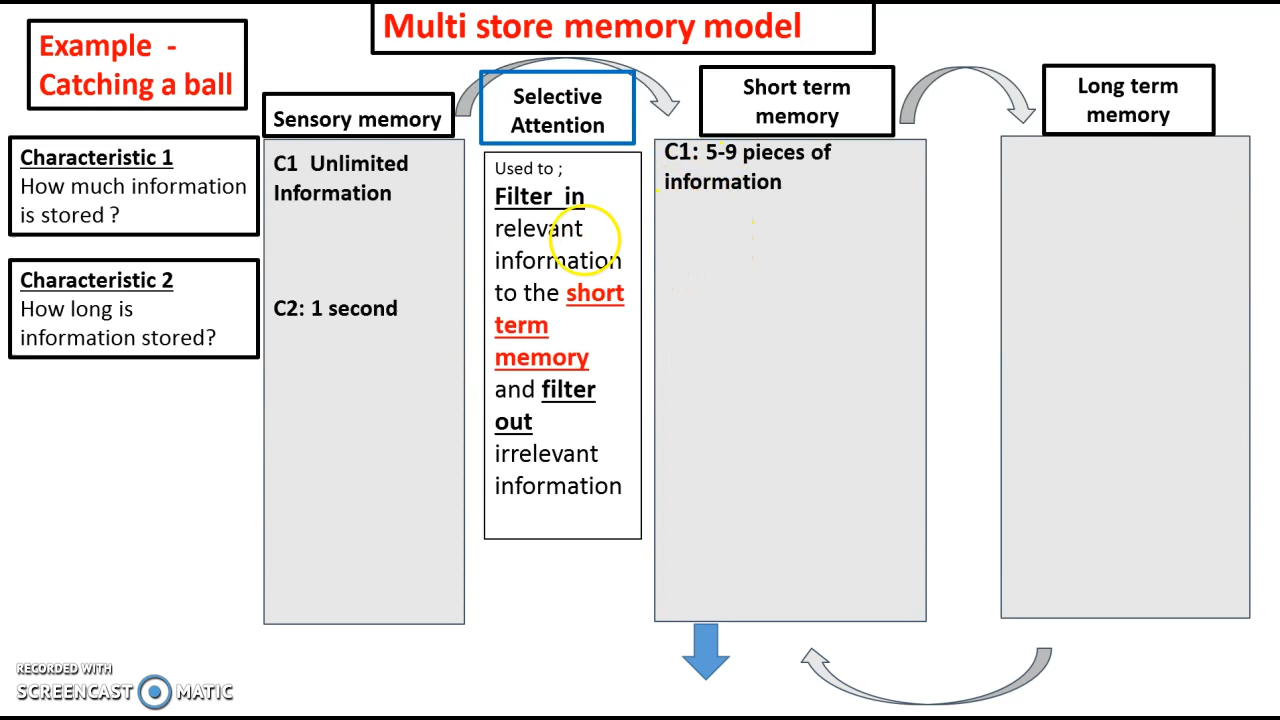 Multi store memory model
Example -
Catching a ball
Sensory memory
Selective
Attention
Short term
memory
Long term
memory
Characteristic 1
How much information
is stored ?
Characteristic 2
How long is
information stored?
C1 Unlimited
Information
C2: 1 second
Used to ;
Filter in
relevant
information
to the short
term
memory
and filter
out
irrelevant
information
C1: 5-9 pieces of
information
RECORDED WITH
SCREENCAST MATIC